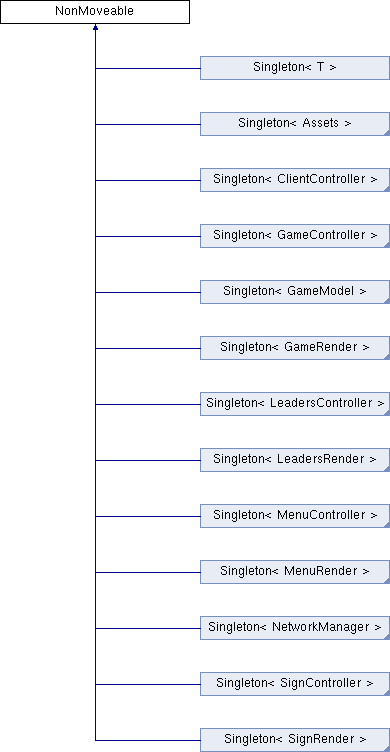 NonMoveable
Singleton< T >
Singleton< Assets >
Singleton< ClientController >
Singleton< GameController >
Singleton< GameModel >
Singleton< GameRender >
Singleton< LeadersController >
Singleton< LeadersRender >
Singleton< MenuController >
Singleton< MenuRender >
Singleton< NetworkManager >
Singleton< SignController >
Singleton< SignRender >